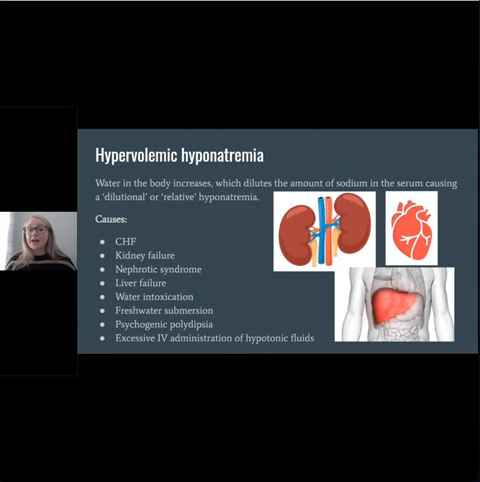 Hypervolemic hyponatremia
Water in the body increases, which dilutes the amount of sodium in the serum causing
a 'dilutional' or 'relative' hyponatremia.
Causes:
● CHF
● Kidney failure
● Nephrotic syndrome
● Liver failure
● Water intoxication
● Freshwater submersion
● Psychogenic polydipsia
● Excessive IV administration of hypotonic fluids